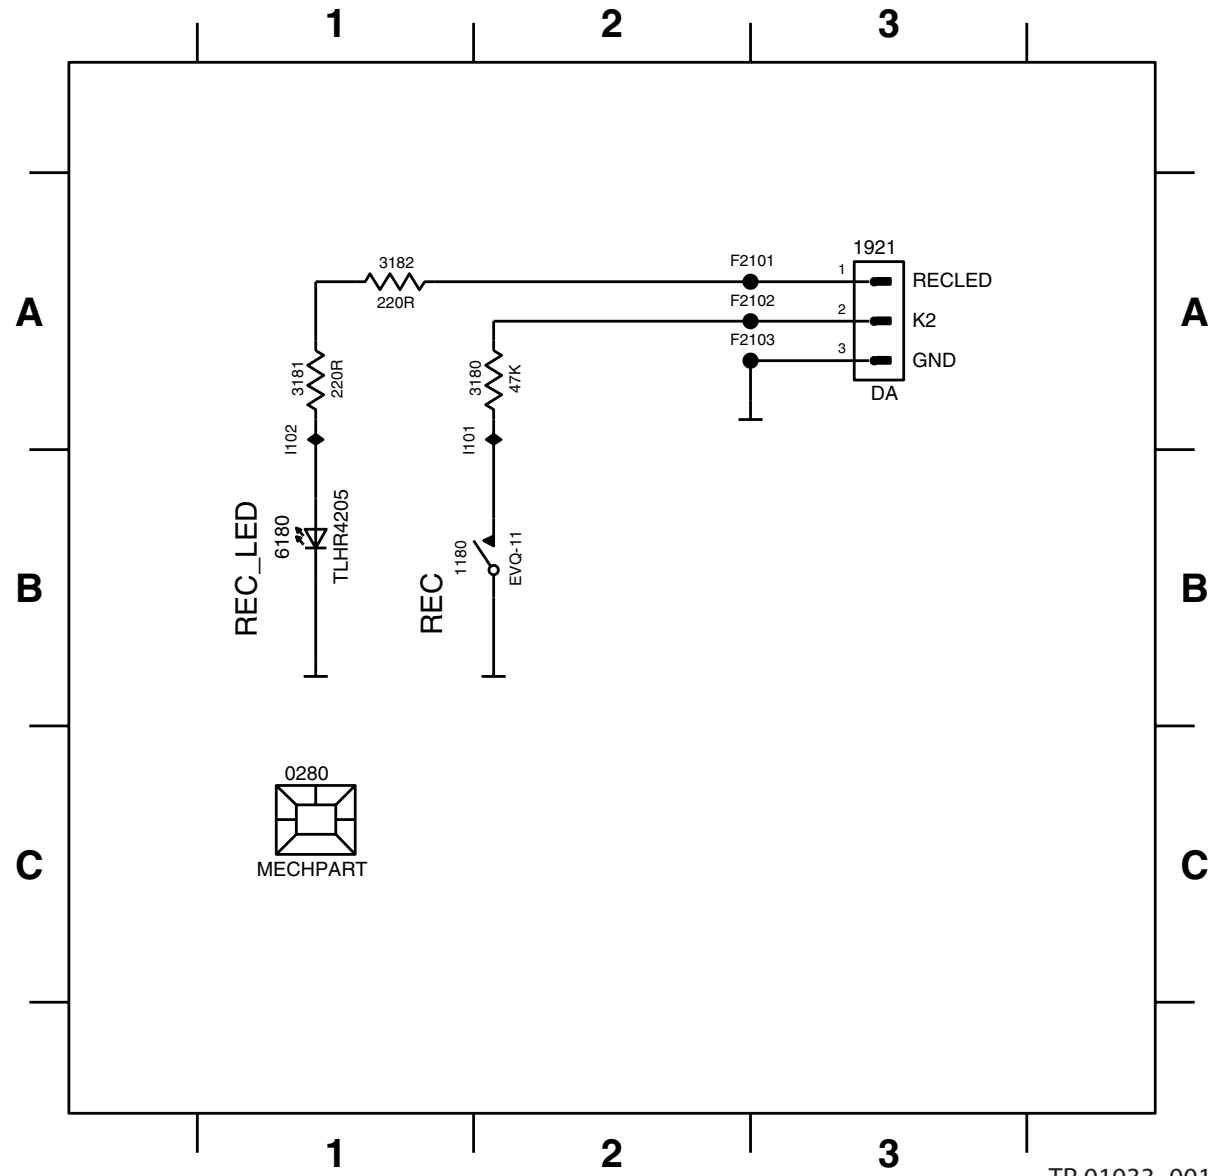 1 2 3
1921
3182
F2101
1
RECLED
220R
F2102
2
K2
A
A
F2103
3
GND
3181
220R
3180
47K
DA
I102
I101
REC_LED
6180
TLHR4205
REC
1180
EVQ-11
B
B
0280
MECHPART
C
C
1 2 3